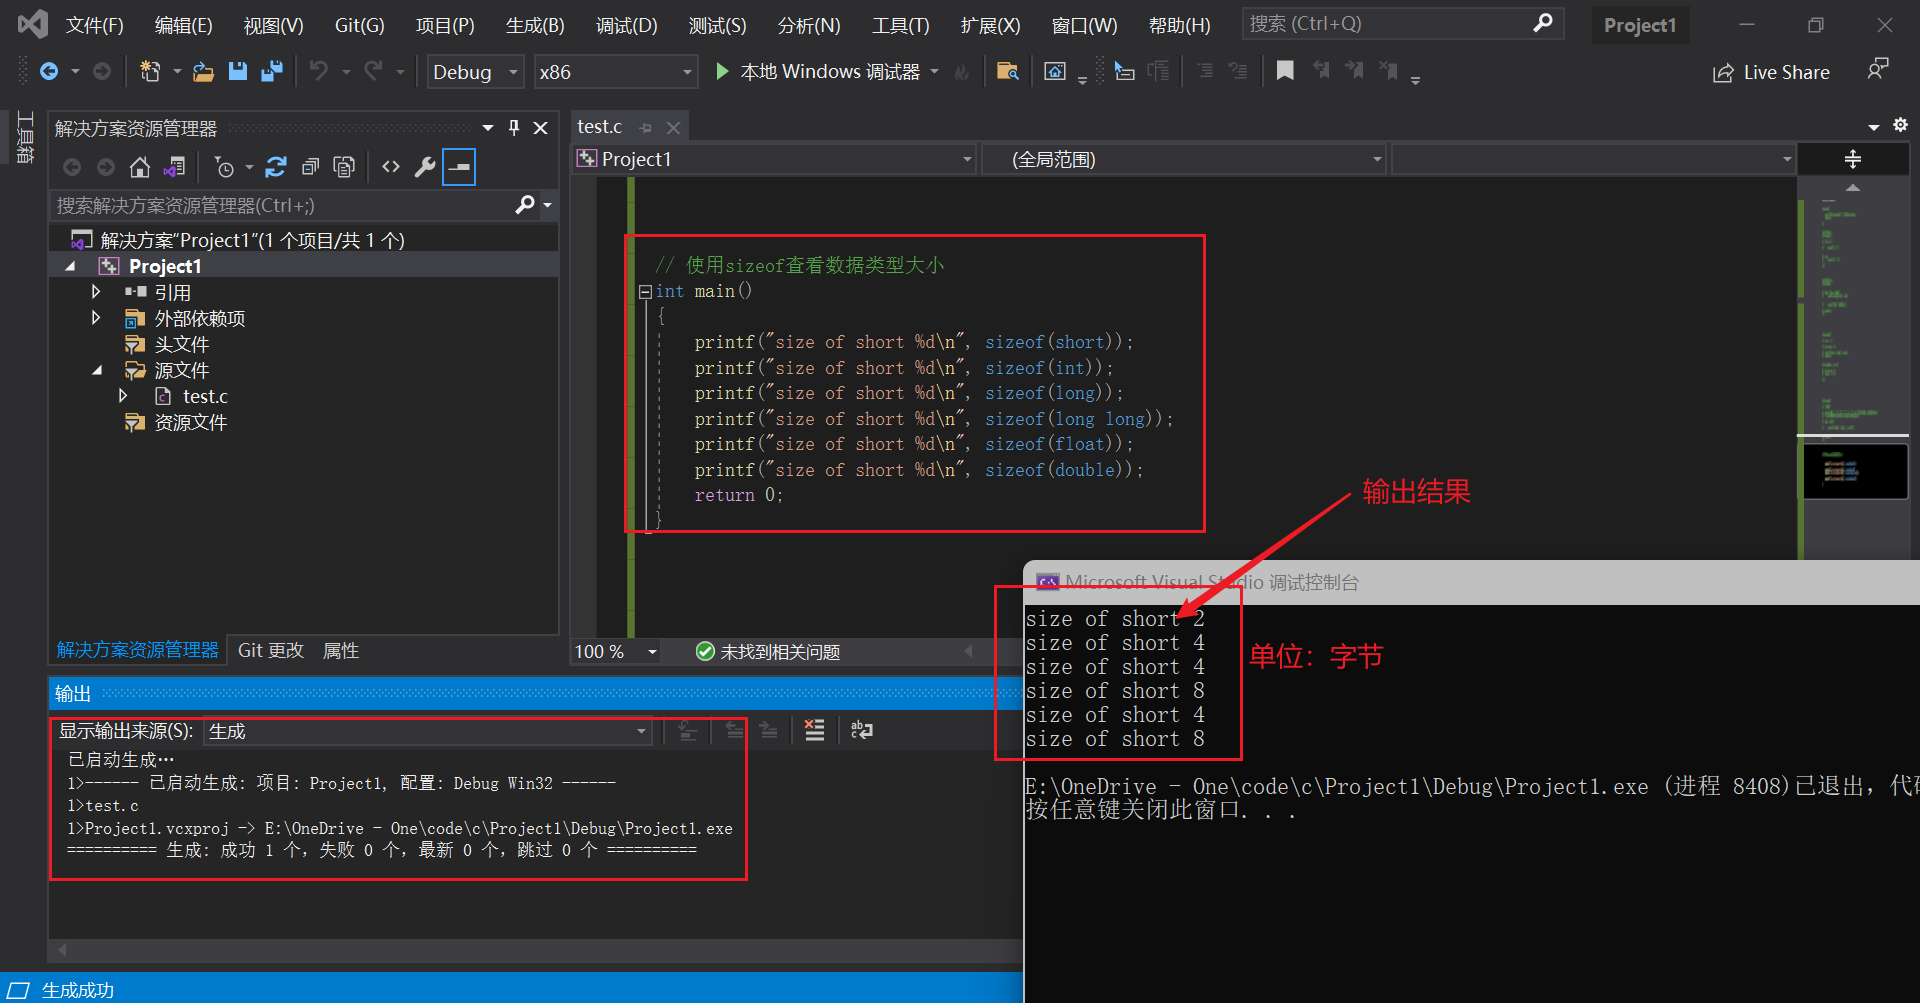 文件(F) 编辑(E) 视图(V) Git(G) 项目(P) 生成(B) 调试(D) 测试(S) 分析(N) 工具(T) 扩展(X) 窗口(W) 帮助(H) 搜索 (Ctrl+Q) Project1
Debug x86 本地 Windows 调试器 Live Share
工具箱
解决方案资源管理器
搜索解决方案资源管理器(Ctrl+;)
解决方案"Project1"(1 个项目/共 1 个)
Project1
引用
外部依赖项
头文件
源文件
test.c
资源文件
解决方案资源管理器 Git 更改 属性
test.c
Project1 (全局范围)
// 使用sizeof查看数据类型大小
int main()
{
printf("size of short %d\n", sizeof(short));
printf("size of short %d\n", sizeof(int));
printf("size of short %d\n", sizeof(long));
printf("size of short %d\n", sizeof(long long));
printf("size of short %d\n", sizeof(float));
printf("size of short %d\n", sizeof(double));
return 0;
}
100 % 未找到相关问题
输出结果
Microsoft Visual Studio 调试控制台
size of short 2
size of short 4
size of short 4
size of short 8
size of short 4
size of short 8
单位：字节
E:\OneDrive - One\code\c\Project1\Debug\Project1.exe (进程 8408)已退出，代
按任意键关闭此窗口. . .
输出
显示输出来源(S): 生成
已启动生成…
1>------ 已启动生成: 项目: Project1, 配置: Debug Win32 ------
1>test.c
1>Project1.vcxproj -> E:\OneDrive - One\code\c\Project1\Debug\Project1.exe
========== 生成: 成功 1 个，失败 0 个，最新 0 个，跳过 0 个 ==========
生成成功